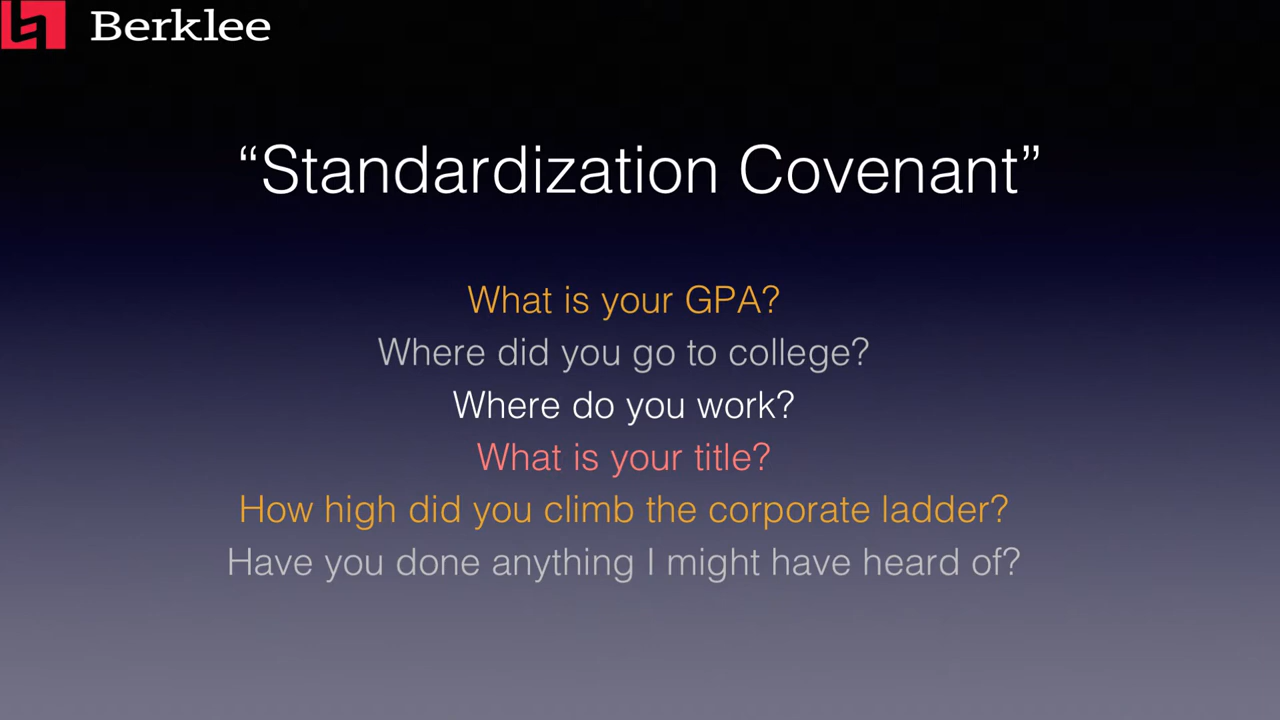 Berklee
“Standardization Covenant”
What is your GPA?
Where did you go to college?
Where do you work?
What is your title?
How high did you climb the corporate ladder?
Have you done anything I might have heard of?